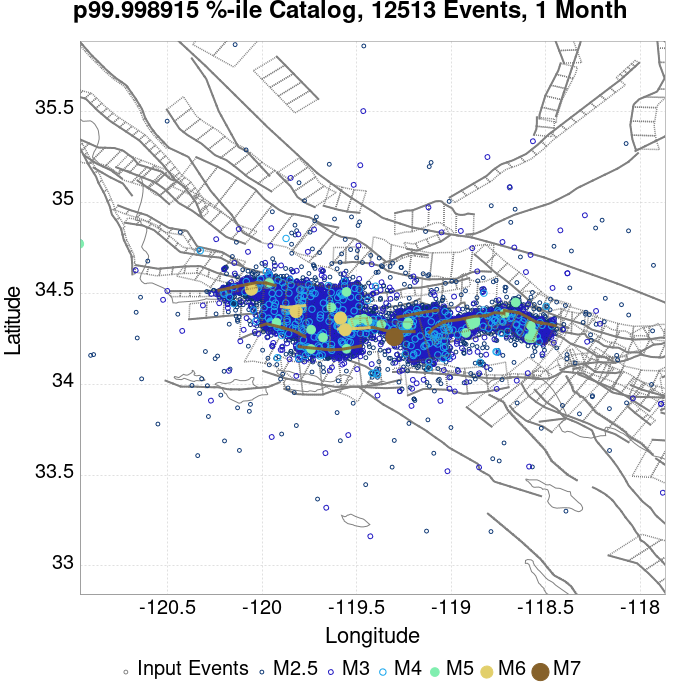 p99.998915 %-ile Catalog, 12513 Events, 1 Month
35.5
35
34.5
34
33.5
33
Latitude
-120.5 -120 -119.5 -119 -118.5 -118
Longitude
Input Events M2.5 M3 M4 M5 M6 M7